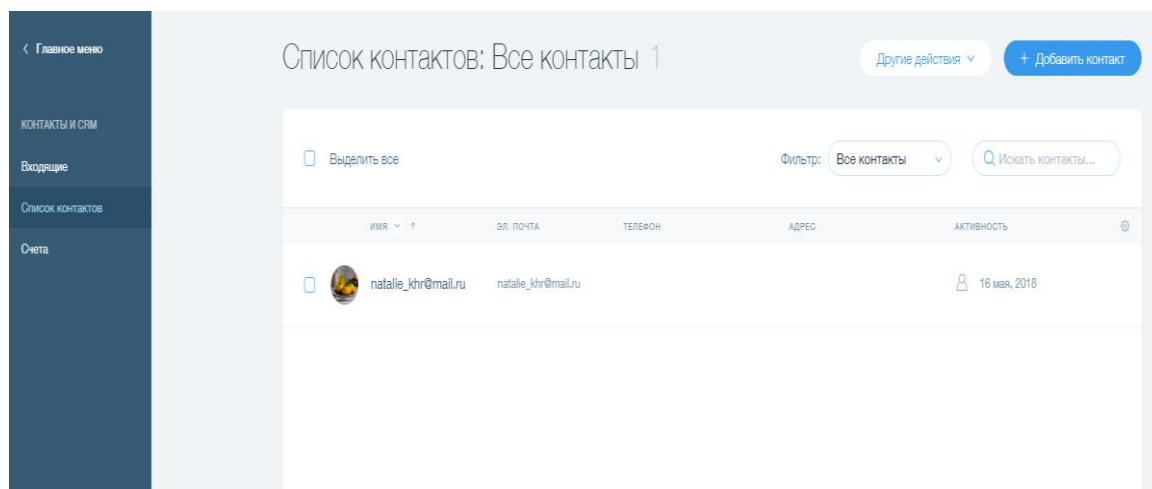 Главное меню
Список контактов: Все контакты 1
Другие действия
+ Добавить контакт
КОНТАКТЫ И CRM
Входящие
Список контактов
Счета
Выделить все
Фильтр: Все контакты
Искать контакты...
ИМЯ ↑ ЭЛ. ПОЧТА ТЕЛЕФОН АДРЕС АКТИВНОСТЬ
natalie_khr@mail.ru natalie_khr@mail.ru 16 мая, 2018